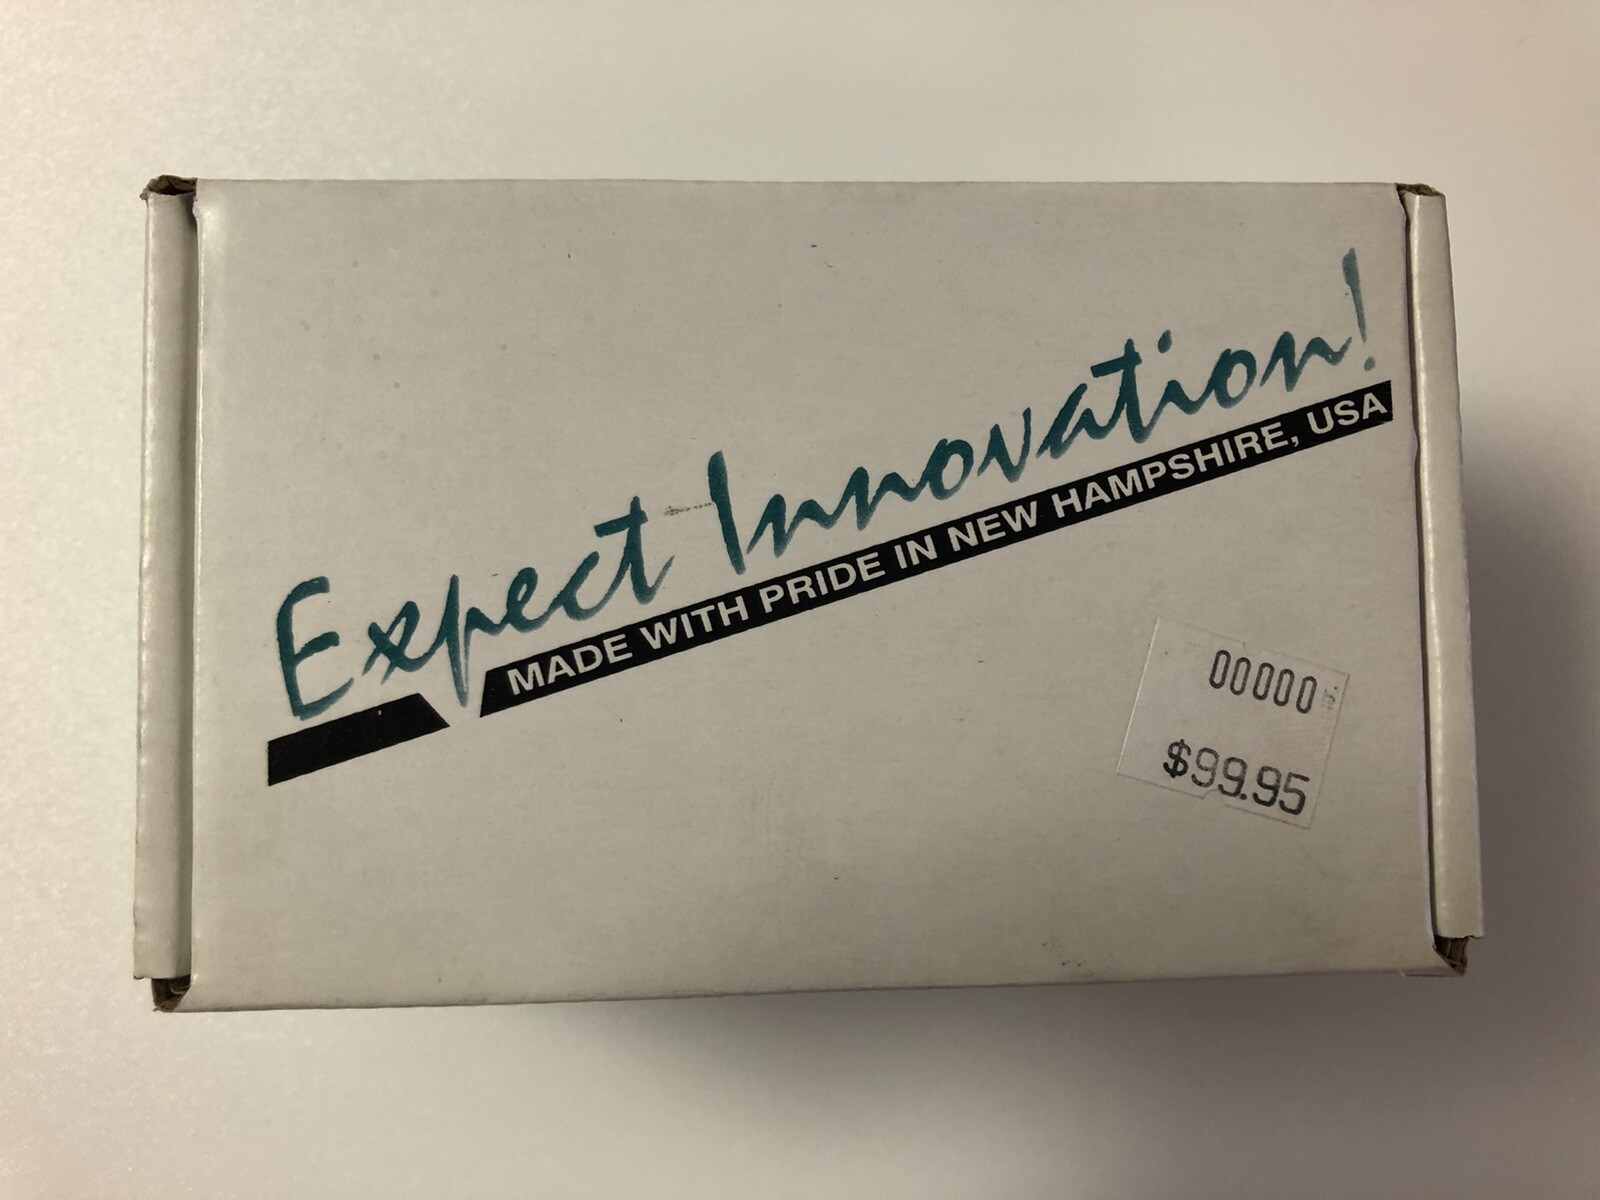 Expect Innovation!
MADE WITH PRIDE IN NEW HAMPSHIRE, USA
00000
$99.95